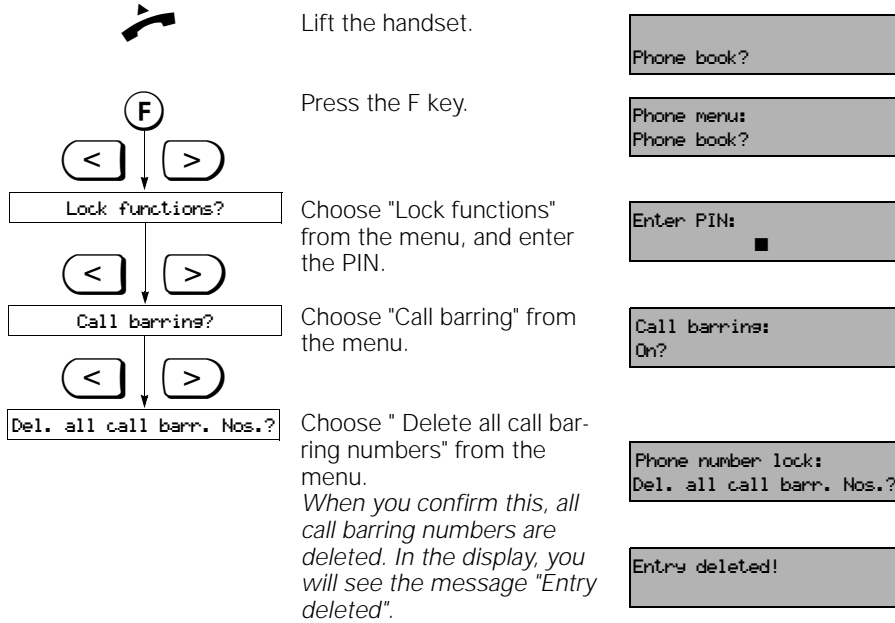 Lift the handset.
Phone book?
F
Press the F key.
Phone menu:
Phone book?
< >
Lock functions?
Choose "Lock functions"
from the menu, and enter
the PIN.
Enter PIN:
< >
Call barring?
Choose "Call barring" from
the menu.
Call barring:
On?
< >
Del. all call barr. Nos.?
Choose " Delete all call bar-
ring numbers" from the
menu.
When you confirm this, all
call barring numbers are
deleted. In the display, you
will see the message "Entry
deleted".
Phone number lock:
Del. all call barr. Nos.?
Entry deleted!